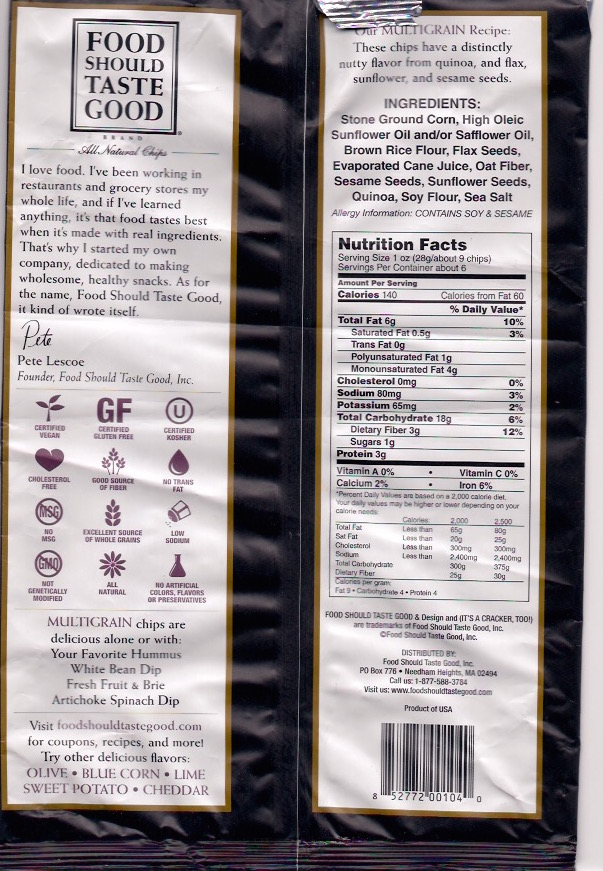 FOOD
SHOULD
TASTE
GOOD
®
BRAND
All Natural Chips
I love food. I've been working in
restaurants and grocery stores my
whole life, and if I've learned
anything, it's that food tastes best
when it's made with real ingredients.
That's why I started my own
company, dedicated to making
wholesome, healthy snacks. As for
the name, Food Should Taste Good,
it kind of wrote itself.
Pete
Pete Lescoe
Founder, Food Should Taste Good, Inc.
CERTIFIED
VEGAN
GF
CERTIFIED
GLUTEN FREE
U
CERTIFIED
KOSHER
CHOLESTEROL
FREE
GOOD SOURCE
OF FIBER
NO TRANS
FAT
MSG
NO
MSG
EXCELLENT SOURCE
OF WHOLE GRAINS
LOW
SODIUM
GMO
NOT
GENETICALLY
MODIFIED
ALL
NATURAL
NO ARTIFICIAL
COLORS, FLAVORS
OR PRESERVATIVES
MULTIGRAIN chips are
delicious alone or with:
Your Favorite Hummus
White Bean Dip
Fresh Fruit & Brie
Artichoke Spinach Dip
Visit foodshouldtastegood.com
for coupons, recipes, and more!
Try other delicious flavors:
OLIVE • BLUE CORN • LIME
SWEET POTATO • CHEDDAR
Our MULTIGRAIN Recipe:
These chips have a distinctly
nutty flavor from quinoa, and flax,
sunflower, and sesame seeds.
INGREDIENTS:
Stone Ground Corn, High Oleic
Sunflower Oil and/or Safflower Oil,
Brown Rice Flour, Flax Seeds,
Evaporated Cane Juice, Oat Fiber,
Sesame Seeds, Sunflower Seeds,
Quinoa, Soy Flour, Sea Salt
Allergy Information: CONTAINS SOY & SESAME
Nutrition Facts
Serving Size 1 oz (28g/about 9 chips)
Servings Per Container about 6
Amount Per Serving
Calories 140 Calories from Fat 60
% Daily Value*
Total Fat 6g 10%
Saturated Fat 0.5g 3%
Trans Fat 0g
Polyunsaturated Fat 1g
Monounsaturated Fat 4g
Cholesterol 0mg 0%
Sodium 80mg 3%
Potassium 65mg 2%
Total Carbohydrate 18g 6%
Dietary Fiber 3g 12%
Sugars 1g
Protein 3g
Vitamin A 0% • Vitamin C 0%
Calcium 2% • Iron 6%
*Percent Daily Values are based on a 2,000 calorie diet.
Your daily values may be higher or lower depending on your
calorie needs:
Calories: 2,000 2,500
Total Fat Less than 65g 80g
Sat Fat Less than 20g 25g
Cholesterol Less than 300mg 300mg
Sodium Less than 2,400mg 2,400mg
Total Carbohydrate 300g 375g
Dietary Fiber 25g 30g
Calories per gram:
Fat 9 • Carbohydrate 4 • Protein 4
FOOD SHOULD TASTE GOOD & Design and (IT'S A CRACKER, TOO!)
are trademarks of Food Should Taste Good, Inc.
©Food Should Taste Good, Inc.
DISTRIBUTED BY:
Food Should Taste Good, Inc.
PO Box 776 • Needham Heights, MA 02494
Call us: 1-877-588-3784
Visit us: www.foodshouldtastegood.com
Product of USA
8 52772 00104 0